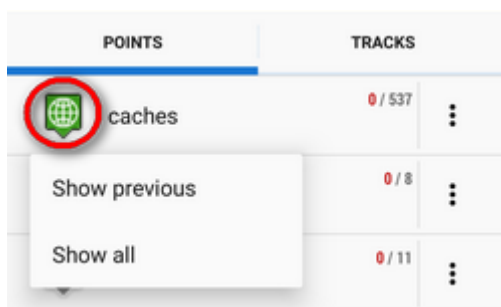 POINTS TRACKS
caches 0 / 537
Show previous 0 / 8
Show all 0 / 11